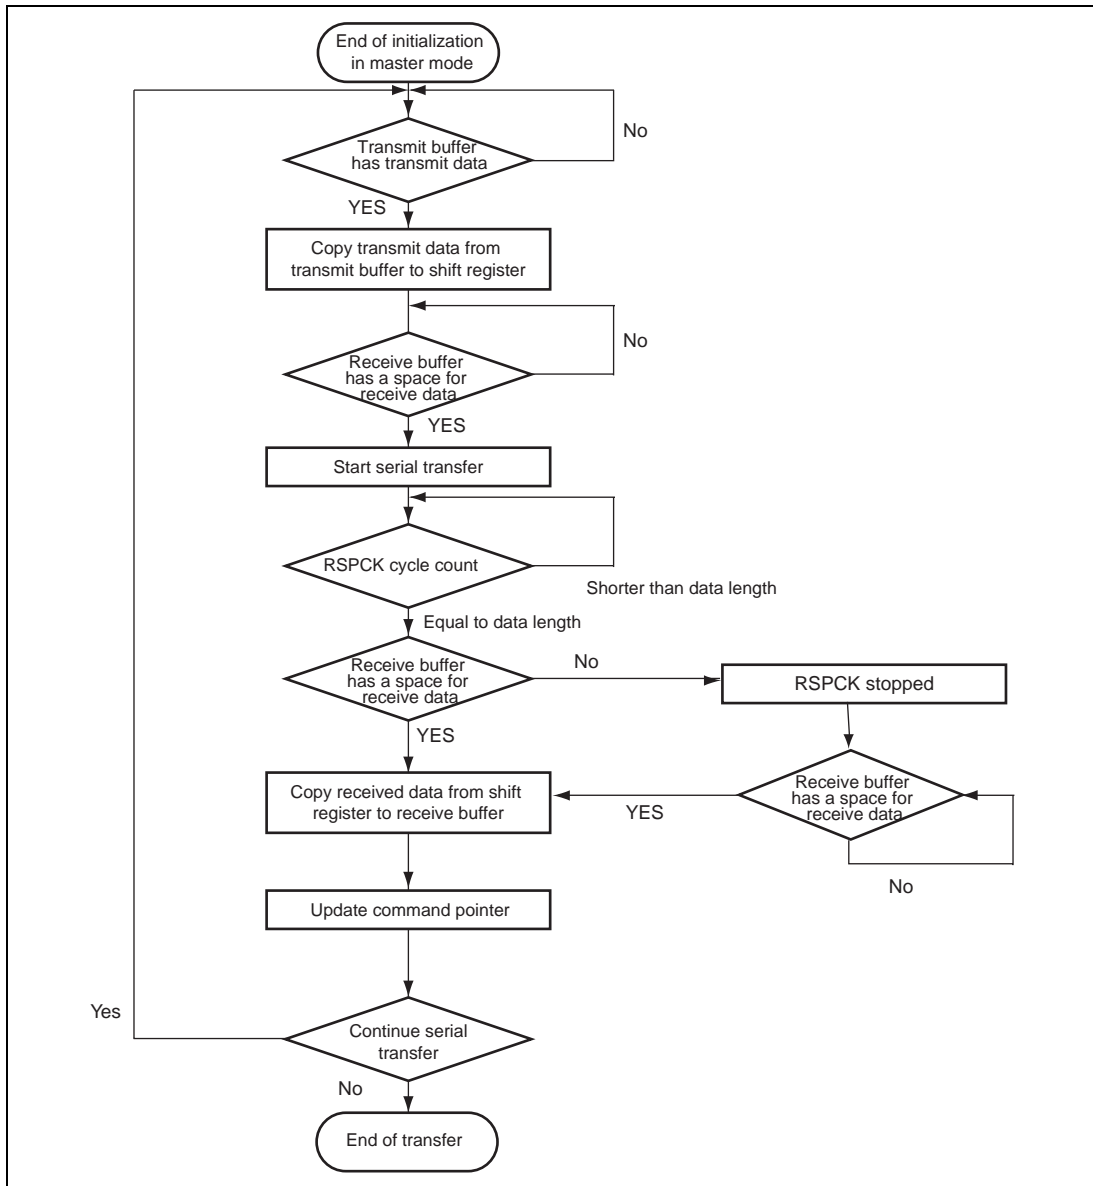 End of initialization
in master mode
No
Transmit buffer
has transmit data
YES
Copy transmit data from
transmit buffer to shift register
No
Receive buffer
has a space for
receive data
YES
Start serial transfer
RSPCK cycle count
Shorter than data length
Equal to data length
Receive buffer
has a space for
receive data
No
RSPCK stopped
YES
Copy received data from shift
register to receive buffer
YES
Receive buffer
has a space for
receive data
No
Update command pointer
Yes
Continue serial
transfer
No
End of transfer